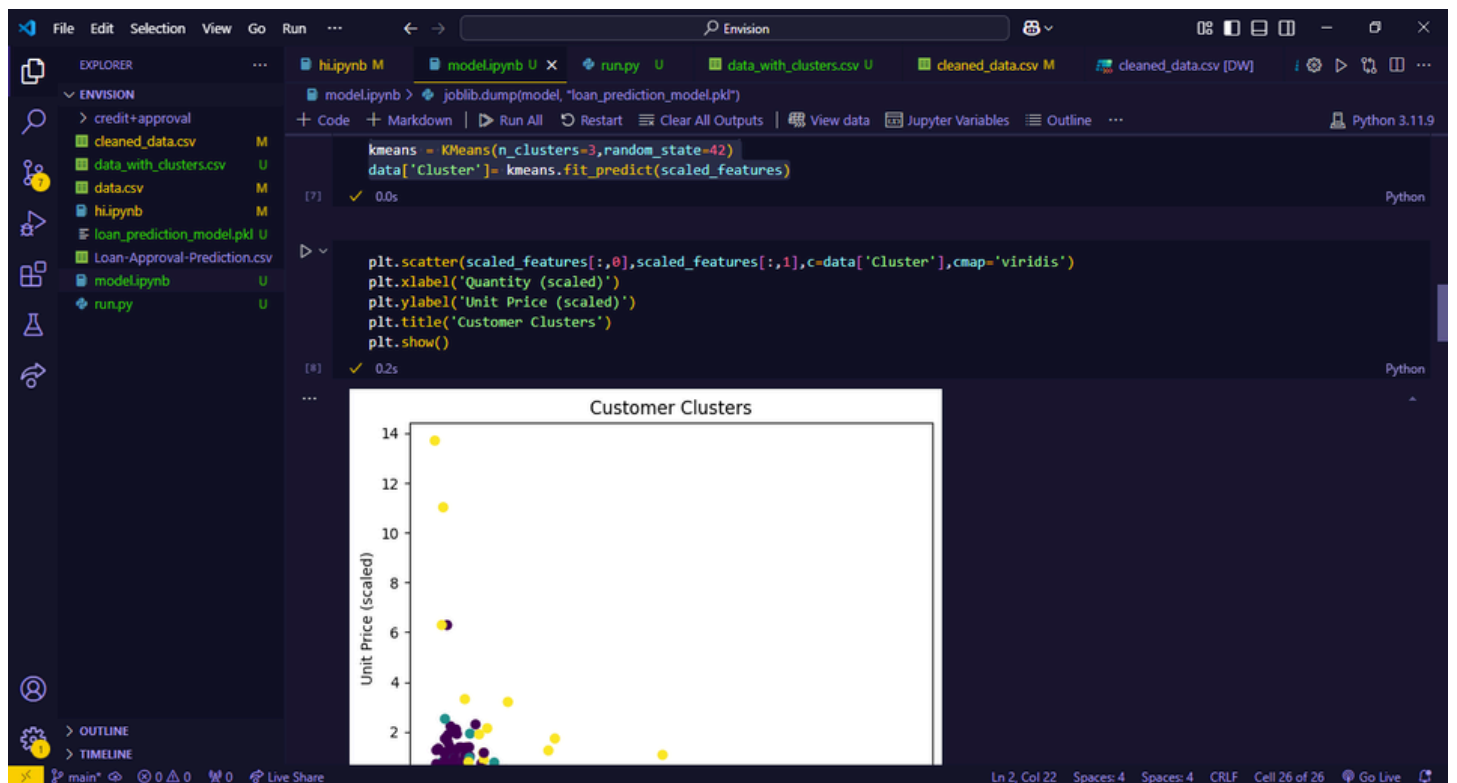 File Edit Selection View Go Run ··· Envision
EXPLORER ···
hi.ipynb M model.ipynb U run.py U data_with_clusters.csv U cleaned_data.csv M cleaned_data.csv [DW]
ENVISION
model.ipynb > joblib.dump(model, "loan_prediction_model.pkl")
+ Code + Markdown | Run All Restart Clear All Outputs | View data Jupyter Variables Outline ··· Python 3.11.9
credit+approval
cleaned_data.csv M
data_with_clusters.csv U
data.csv M
hi.ipynb M
loan_prediction_model.pkl U
Loan-Approval-Prediction.csv
model.ipynb U
run.py U
7
kmeans = KMeans(n_clusters=3,random_state=42)
data['Cluster']= kmeans.fit_predict(scaled_features)
[7] 0.0s Python
plt.scatter(scaled_features[:,0],scaled_features[:,1],c=data['Cluster'],cmap='viridis')
plt.xlabel('Quantity (scaled)')
plt.ylabel('Unit Price (scaled)')
plt.title('Customer Clusters')
plt.show()
[8] 0.2s Python
Customer Clusters
14
12
10
8
6
4
2
Unit Price (scaled)
OUTLINE
TIMELINE
1
main* 0 0 0 Live Share Ln 2, Col 22 Spaces: 4 Spaces: 4 CRLF Cell 26 of 26 Go Live